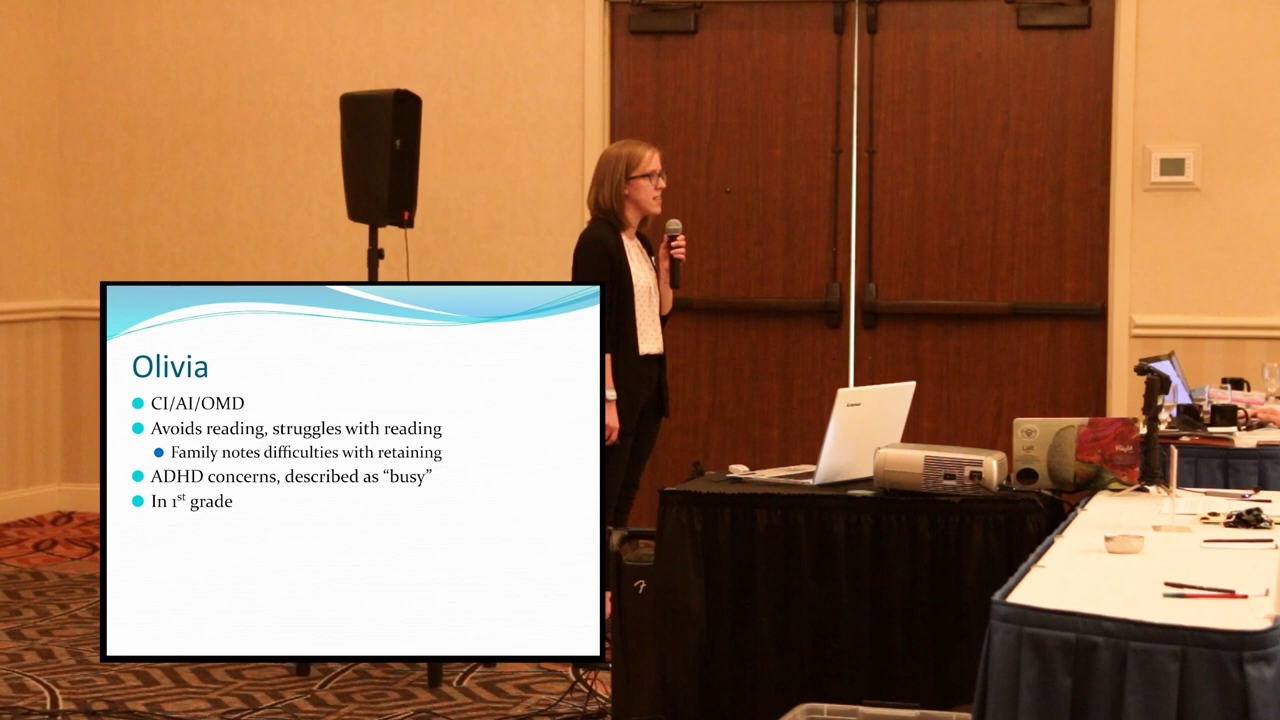 Olivia
CI/AI/OMD
Avoids reading, struggles with reading
Family notes difficulties with retaining
ADHD concerns, described as “busy”
In 1st grade
Lenovo